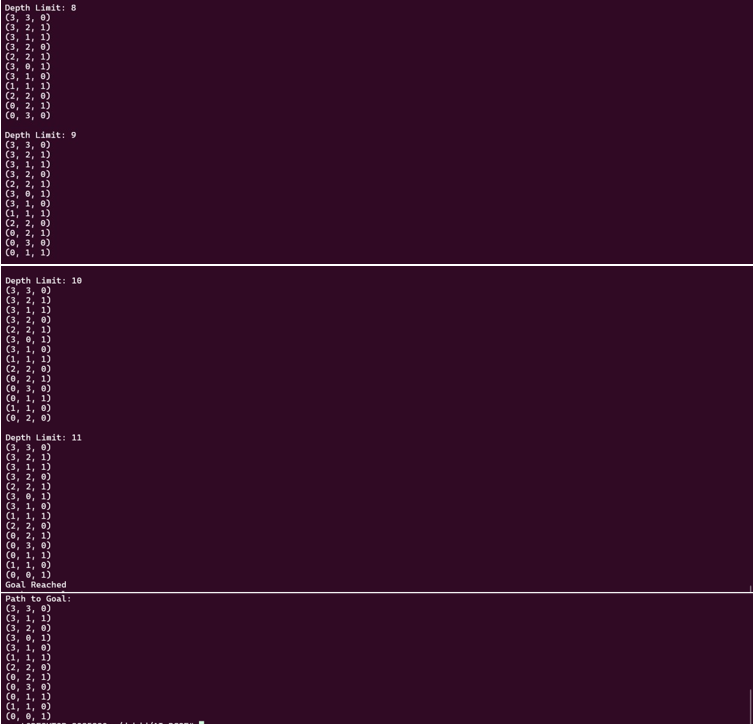 Depth Limit: 8
(3, 3, 0)
(3, 2, 1)
(3, 1, 1)
(3, 2, 0)
(2, 2, 1)
(3, 0, 1)
(3, 1, 0)
(1, 1, 1)
(2, 2, 0)
(0, 2, 1)
(0, 3, 0)
Depth Limit: 9
(3, 3, 0)
(3, 2, 1)
(3, 1, 1)
(3, 2, 0)
(2, 2, 1)
(3, 0, 1)
(3, 1, 0)
(1, 1, 1)
(2, 2, 0)
(0, 2, 1)
(0, 3, 0)
(0, 1, 1)
Depth Limit: 10
(3, 3, 0)
(3, 2, 1)
(3, 1, 1)
(3, 2, 0)
(2, 2, 1)
(3, 0, 1)
(3, 1, 0)
(1, 1, 1)
(2, 2, 0)
(0, 2, 1)
(0, 3, 0)
(0, 1, 1)
(1, 1, 0)
(0, 2, 0)
Depth Limit: 11
(3, 3, 0)
(3, 2, 1)
(3, 1, 1)
(3, 2, 0)
(2, 2, 1)
(3, 0, 1)
(3, 1, 0)
(1, 1, 1)
(2, 2, 0)
(0, 2, 1)
(0, 3, 0)
(0, 1, 1)
(1, 1, 0)
(0, 0, 1)
Goal Reached
Path to Goal:
(3, 3, 0)
(3, 1, 1)
(3, 2, 0)
(3, 0, 1)
(3, 1, 0)
(1, 1, 1)
(2, 2, 0)
(0, 2, 1)
(0, 3, 0)
(0, 1, 1)
(1, 1, 0)
(0, 0, 1)